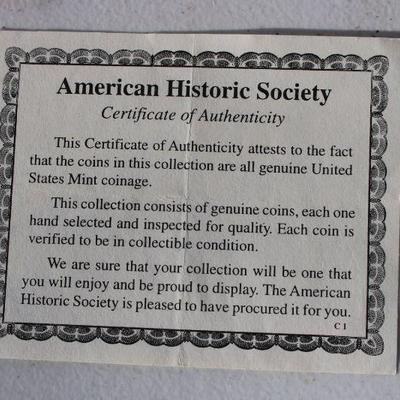 American Historic Society
Certificate of Authenticity
This Certificate of Authenticity attests to the fact
that the coins in this collection are all genuine United
States Mint coinage.
This collection consists of genuine coins, each one
hand selected and inspected for quality. Each coin is
verified to be in collectible condition.
We are sure that your collection will be one that
you will enjoy and be proud to display. The American
Historic Society is pleased to have procured it for you.
C 1